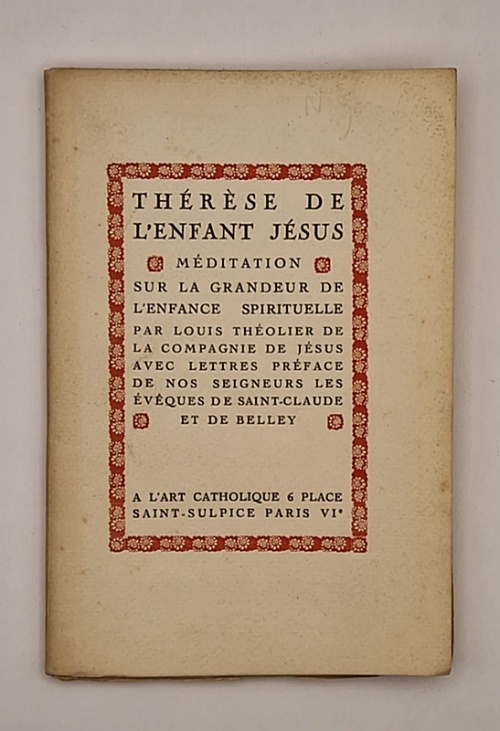 THÉRÈSE DE
L'ENFANT JÉSUS
MÉDITATION
SUR LA GRANDEUR DE
L'ENFANCE SPIRITUELLE
PAR LOUIS THÉOLIER DE
LA COMPAGNIE DE JÉSUS
AVEC LETTRES PRÉFACE
DE NOS SEIGNEURS LES
ÉVÊQUES DE SAINT-CLAUDE
ET DE BELLEY
A L'ART CATHOLIQUE 6 PLACE
SAINT-SULPICE PARIS VIᵉ